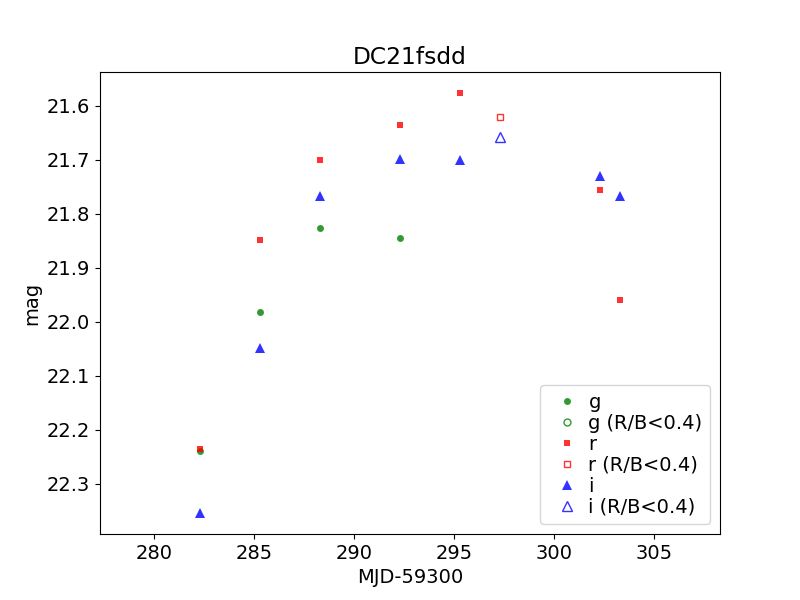 DC21fsdd
21.6
21.7
21.8
21.9
22.0
22.1
22.2
22.3
mag
280
285
290
295
300
305
MJD-59300
g
g (R/B<0.4)
r
r (R/B<0.4)
i
i (R/B<0.4)